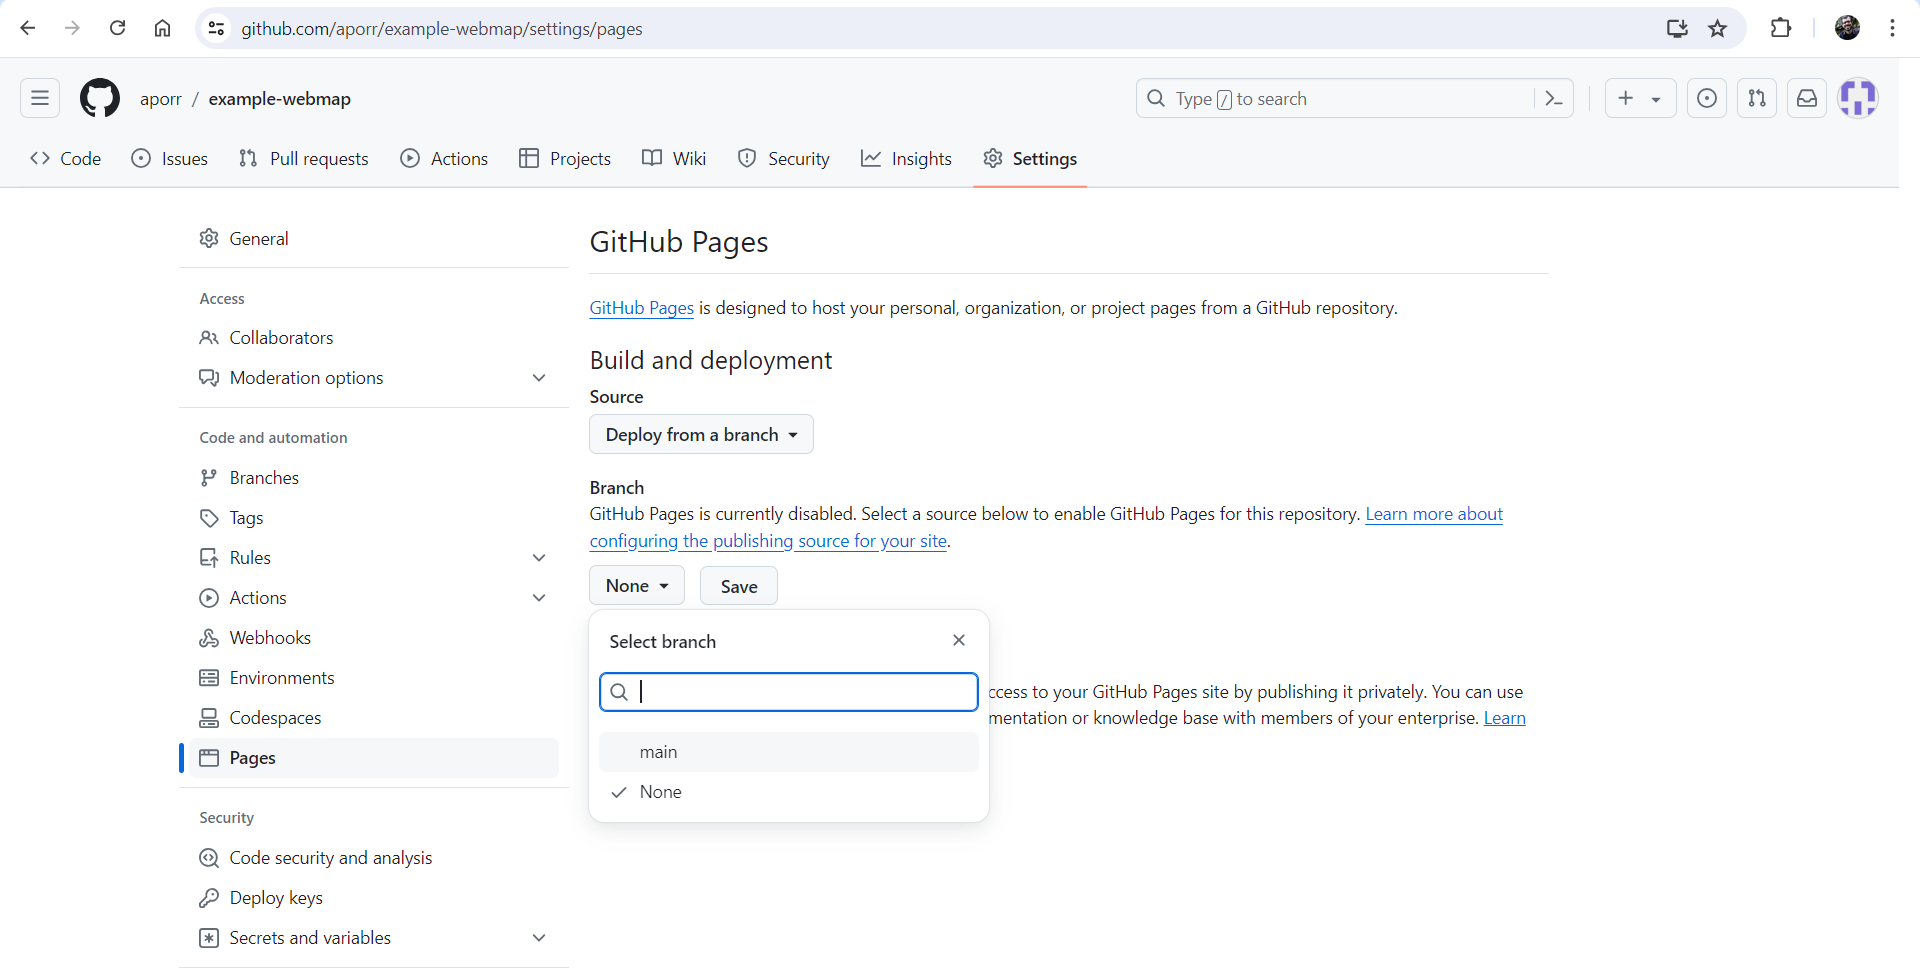 github.com/aporr/example-webmap/settings/pages
aporr / example-webmap
Type / to search
Code Issues Pull requests Actions Projects Wiki Security Insights Settings
General
Access
Collaborators
Moderation options
Code and automation
Branches
Tags
Rules
Actions
Webhooks
Environments
Codespaces
Pages
Security
Code security and analysis
Deploy keys
Secrets and variables
GitHub Pages
GitHub Pages is designed to host your personal, organization, or project pages from a GitHub repository.
Build and deployment
Source
Deploy from a branch
Branch
GitHub Pages is currently disabled. Select a source below to enable GitHub Pages for this repository. Learn more about
configuring the publishing source for your site.
None Save
Select branch
main
None
ccess to your GitHub Pages site by publishing it privately. You can use
mentation or knowledge base with members of your enterprise. Learn